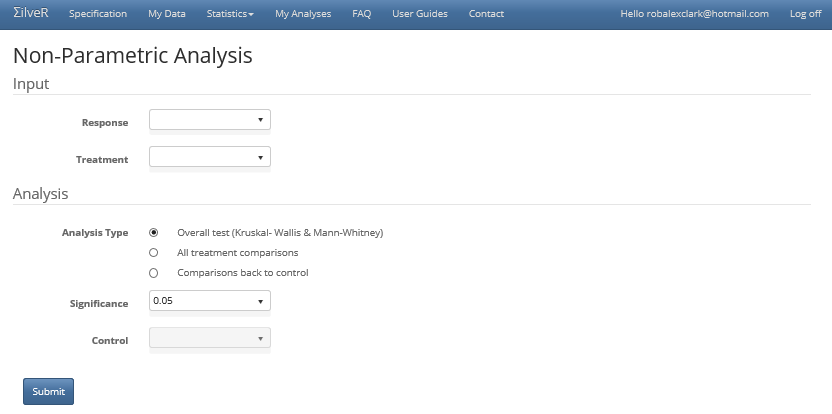 ΣilveR Specification My Data Statistics My Analyses FAQ User Guides Contact Hello robalexclark@hotmail.com Log off
Non-Parametric Analysis
Input
Response
Treatment
Analysis
Analysis Type Overall test (Kruskal- Wallis & Mann-Whitney)
All treatment comparisons
Comparisons back to control
Significance 0.05
Control
Submit